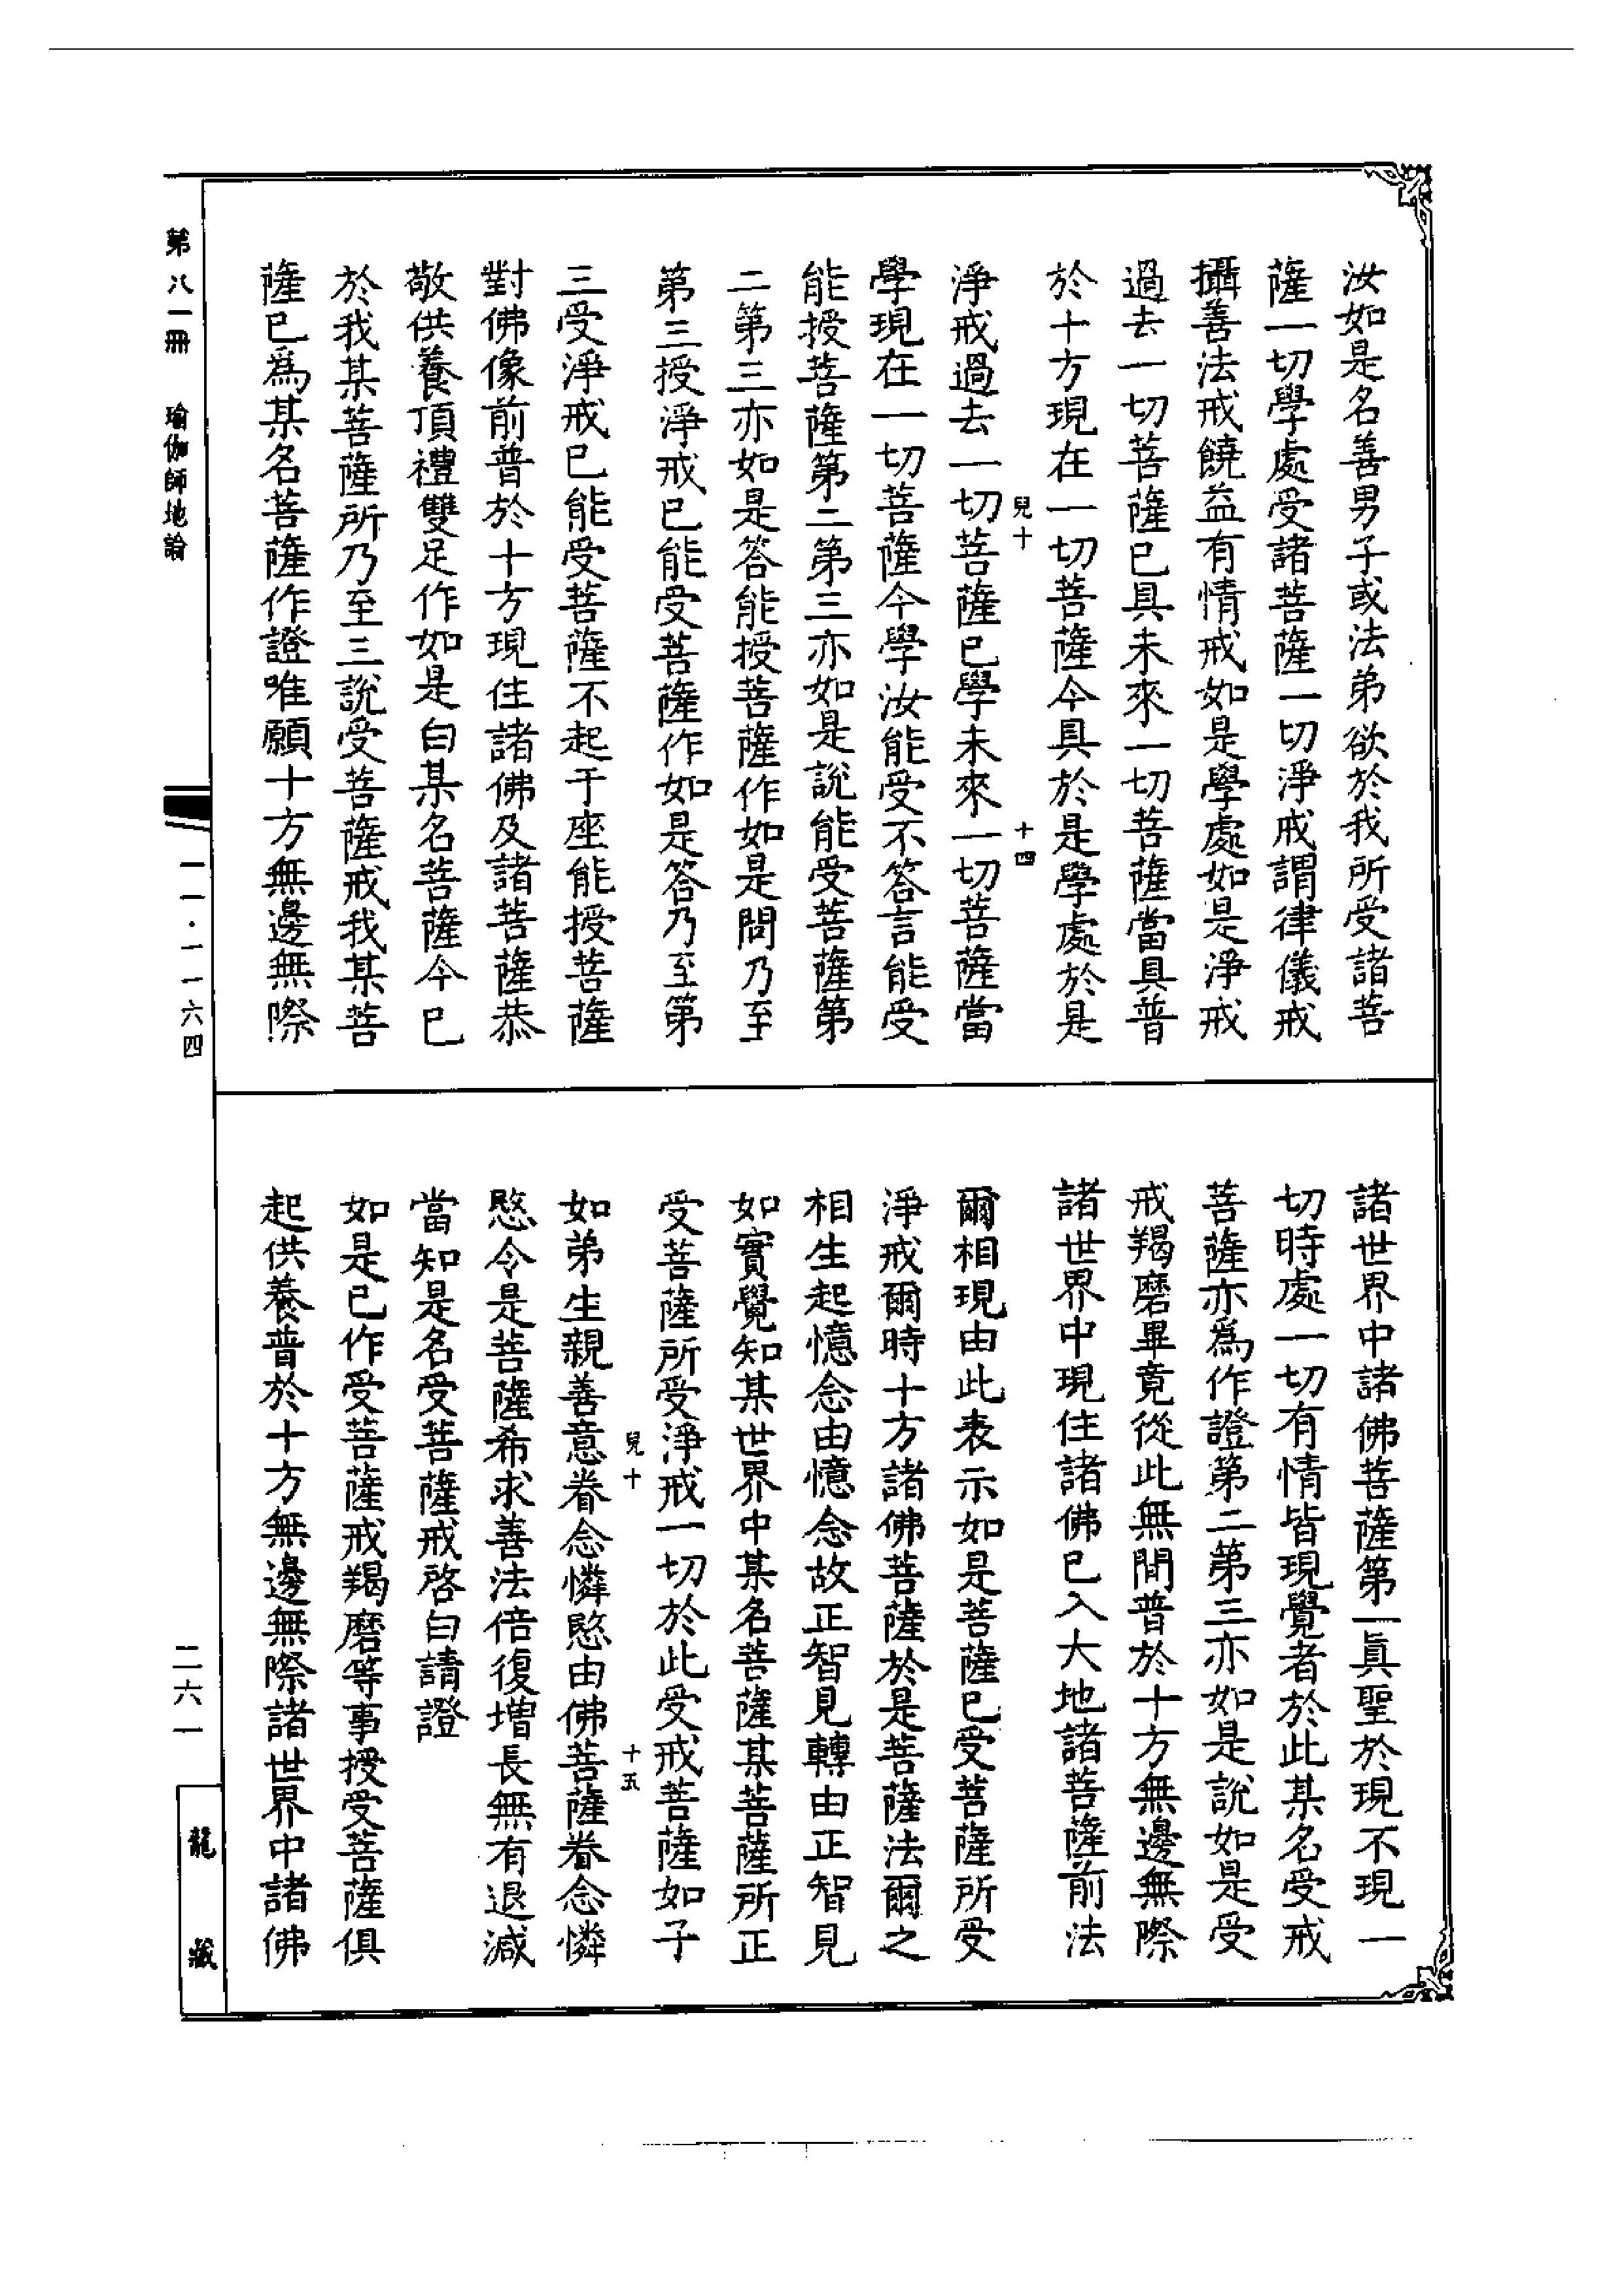 汝如是名善男子或法弟欲於我所受諸菩
薩一切學處受諸菩薩一切淨戒謂律儀戒
攝善法戒饒益有情戒如是學處如是淨戒
過去一切菩薩已具未來一切菩薩當具普
於十方現在一切菩薩今具於是學處於是
兒十
十四
淨戒過去一切菩薩已學未來一切菩薩當
學現在一切菩薩今學汝能受不答言能受
能授菩薩第二第三亦如是說能受菩薩第
二第三亦如是答能授菩薩作如是問乃至
第三授淨戒已能受菩薩作如是答乃至第
三受淨戒已能受菩薩不起于座能授菩薩
對佛像前普於十方現住諸佛及諸菩薩恭
敬供養頂禮雙足作如是白某名菩薩今已
於我某菩薩所乃至三說受菩薩戒我某菩
薩已爲某名菩薩作證唯願十方無邊無際
諸世界中諸佛菩薩第一真聖於現不現一
切時處一切有情皆現覺者於此某名受戒
菩薩亦爲作證第二第三亦如是說如是受
戒羯磨畢竟從此無間普於十方無邊無際
諸世界中現住諸佛已入大地諸菩薩前法
爾相現由此表示如是菩薩已受菩薩所受
淨戒爾時十方諸佛菩薩於是菩薩法爾之
相生起憶念由憶念故正智見轉由正智見
如實覺知某世界中某名菩薩某菩薩所正
受菩薩所受淨戒一切於此受戒菩薩如子
兒十
十五
如弟生親善意眷念憐愍由佛菩薩眷念憐
愍令是菩薩希求善法倍復增長無有退減
當知是名受菩薩戒啓白請證
如是已作受菩薩戒羯磨等事授受菩薩俱
起供養普於十方無邊無際諸世界中諸佛
第八一冊 瑜伽師地論
一一·一一六四
二六一
龍藏